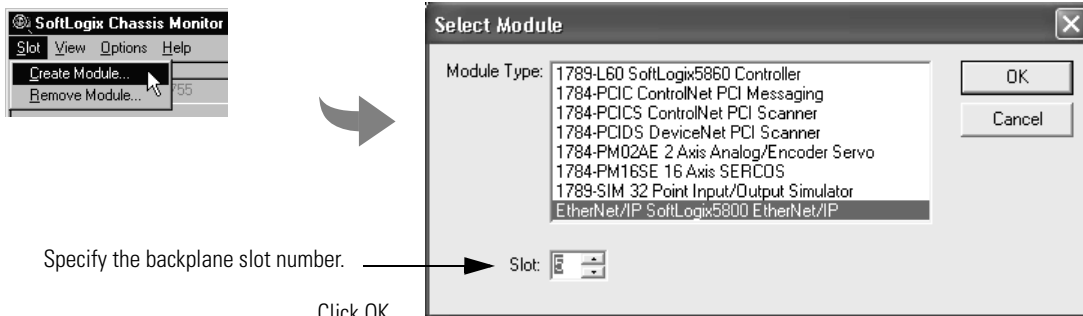 SoftLogix Chassis Monitor
Slot View Options Help
Create Module...
Remove Module...
755
Select Module
Module Type:
1789-L60 SoftLogix5860 Controller
1784-PCIC ControlNet PCI Messaging
1784-PCICS ControlNet PCI Scanner
1784-PCIDS DeviceNet PCI Scanner
1784-PM02AE 2 Axis Analog/Encoder Servo
1784-PM16SE 16 Axis SERCOS
1789-SIM 32 Point Input/Output Simulator
EtherNet/IP SoftLogix5800 EtherNet/IP
OK
Cancel
Specify the backplane slot number.
Slot:
Click OK